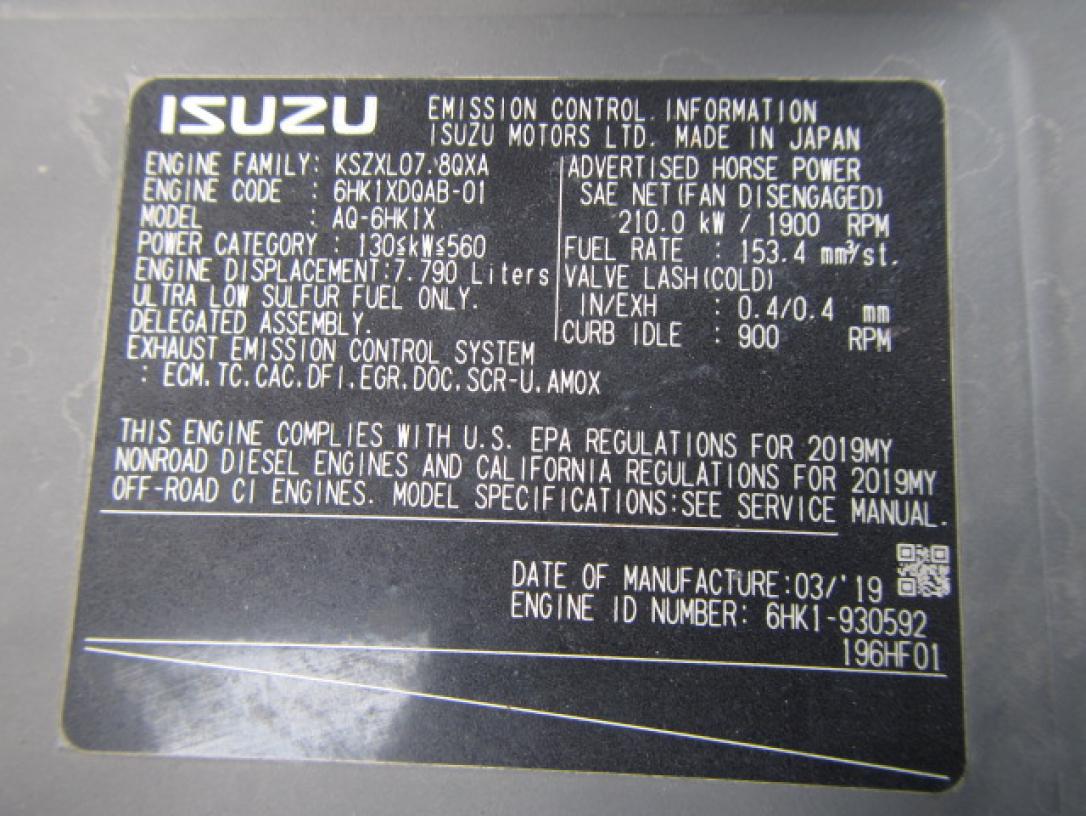 ISUZU
EMISSION CONTROL INFORMATION
ISUZU MOTORS LTD. MADE IN JAPAN
ENGINE FAMILY: KSZXL07.8QXA
ENGINE CODE : 6HK1XDQAB-01
MODEL : AQ-6HK1X
POWER CATEGORY : 130≤kW≤560
ENGINE DISPLACEMENT:7.790 Liters
ULTRA LOW SULFUR FUEL ONLY.
DELEGATED ASSEMBLY.
EXHAUST EMISSION CONTROL SYSTEM
: ECM.TC.CAC.DFI.EGR.DOC.SCR-U.AMOX
ADVERTISED HORSE POWER
SAE NET(FAN DISENGAGED)
210.0 kW / 1900 RPM
FUEL RATE : 153.4 mm³/st.
VALVE LASH(COLD)
IN/EXH : 0.4/0.4 mm
CURB IDLE : 900 RPM
THIS ENGINE COMPLIES WITH U.S. EPA REGULATIONS FOR 2019MY
NONROAD DIESEL ENGINES AND CALIFORNIA REGULATIONS FOR 2019MY
OFF-ROAD CI ENGINES. MODEL SPECIFICATIONS:SEE SERVICE MANUAL.
DATE OF MANUFACTURE:03/'19
ENGINE ID NUMBER: 6HK1-930592
196HF01